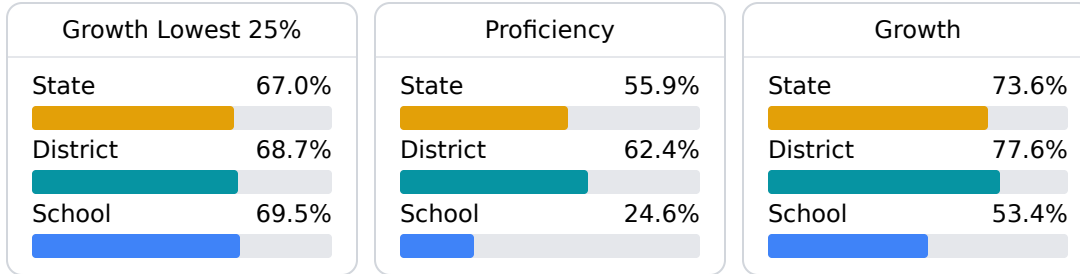 Growth Lowest 25%
State 67.0%
District 68.7%
School 69.5%
Proficiency
State 55.9%
District 62.4%
School 24.6%
Growth
State 73.6%
District 77.6%
School 53.4%